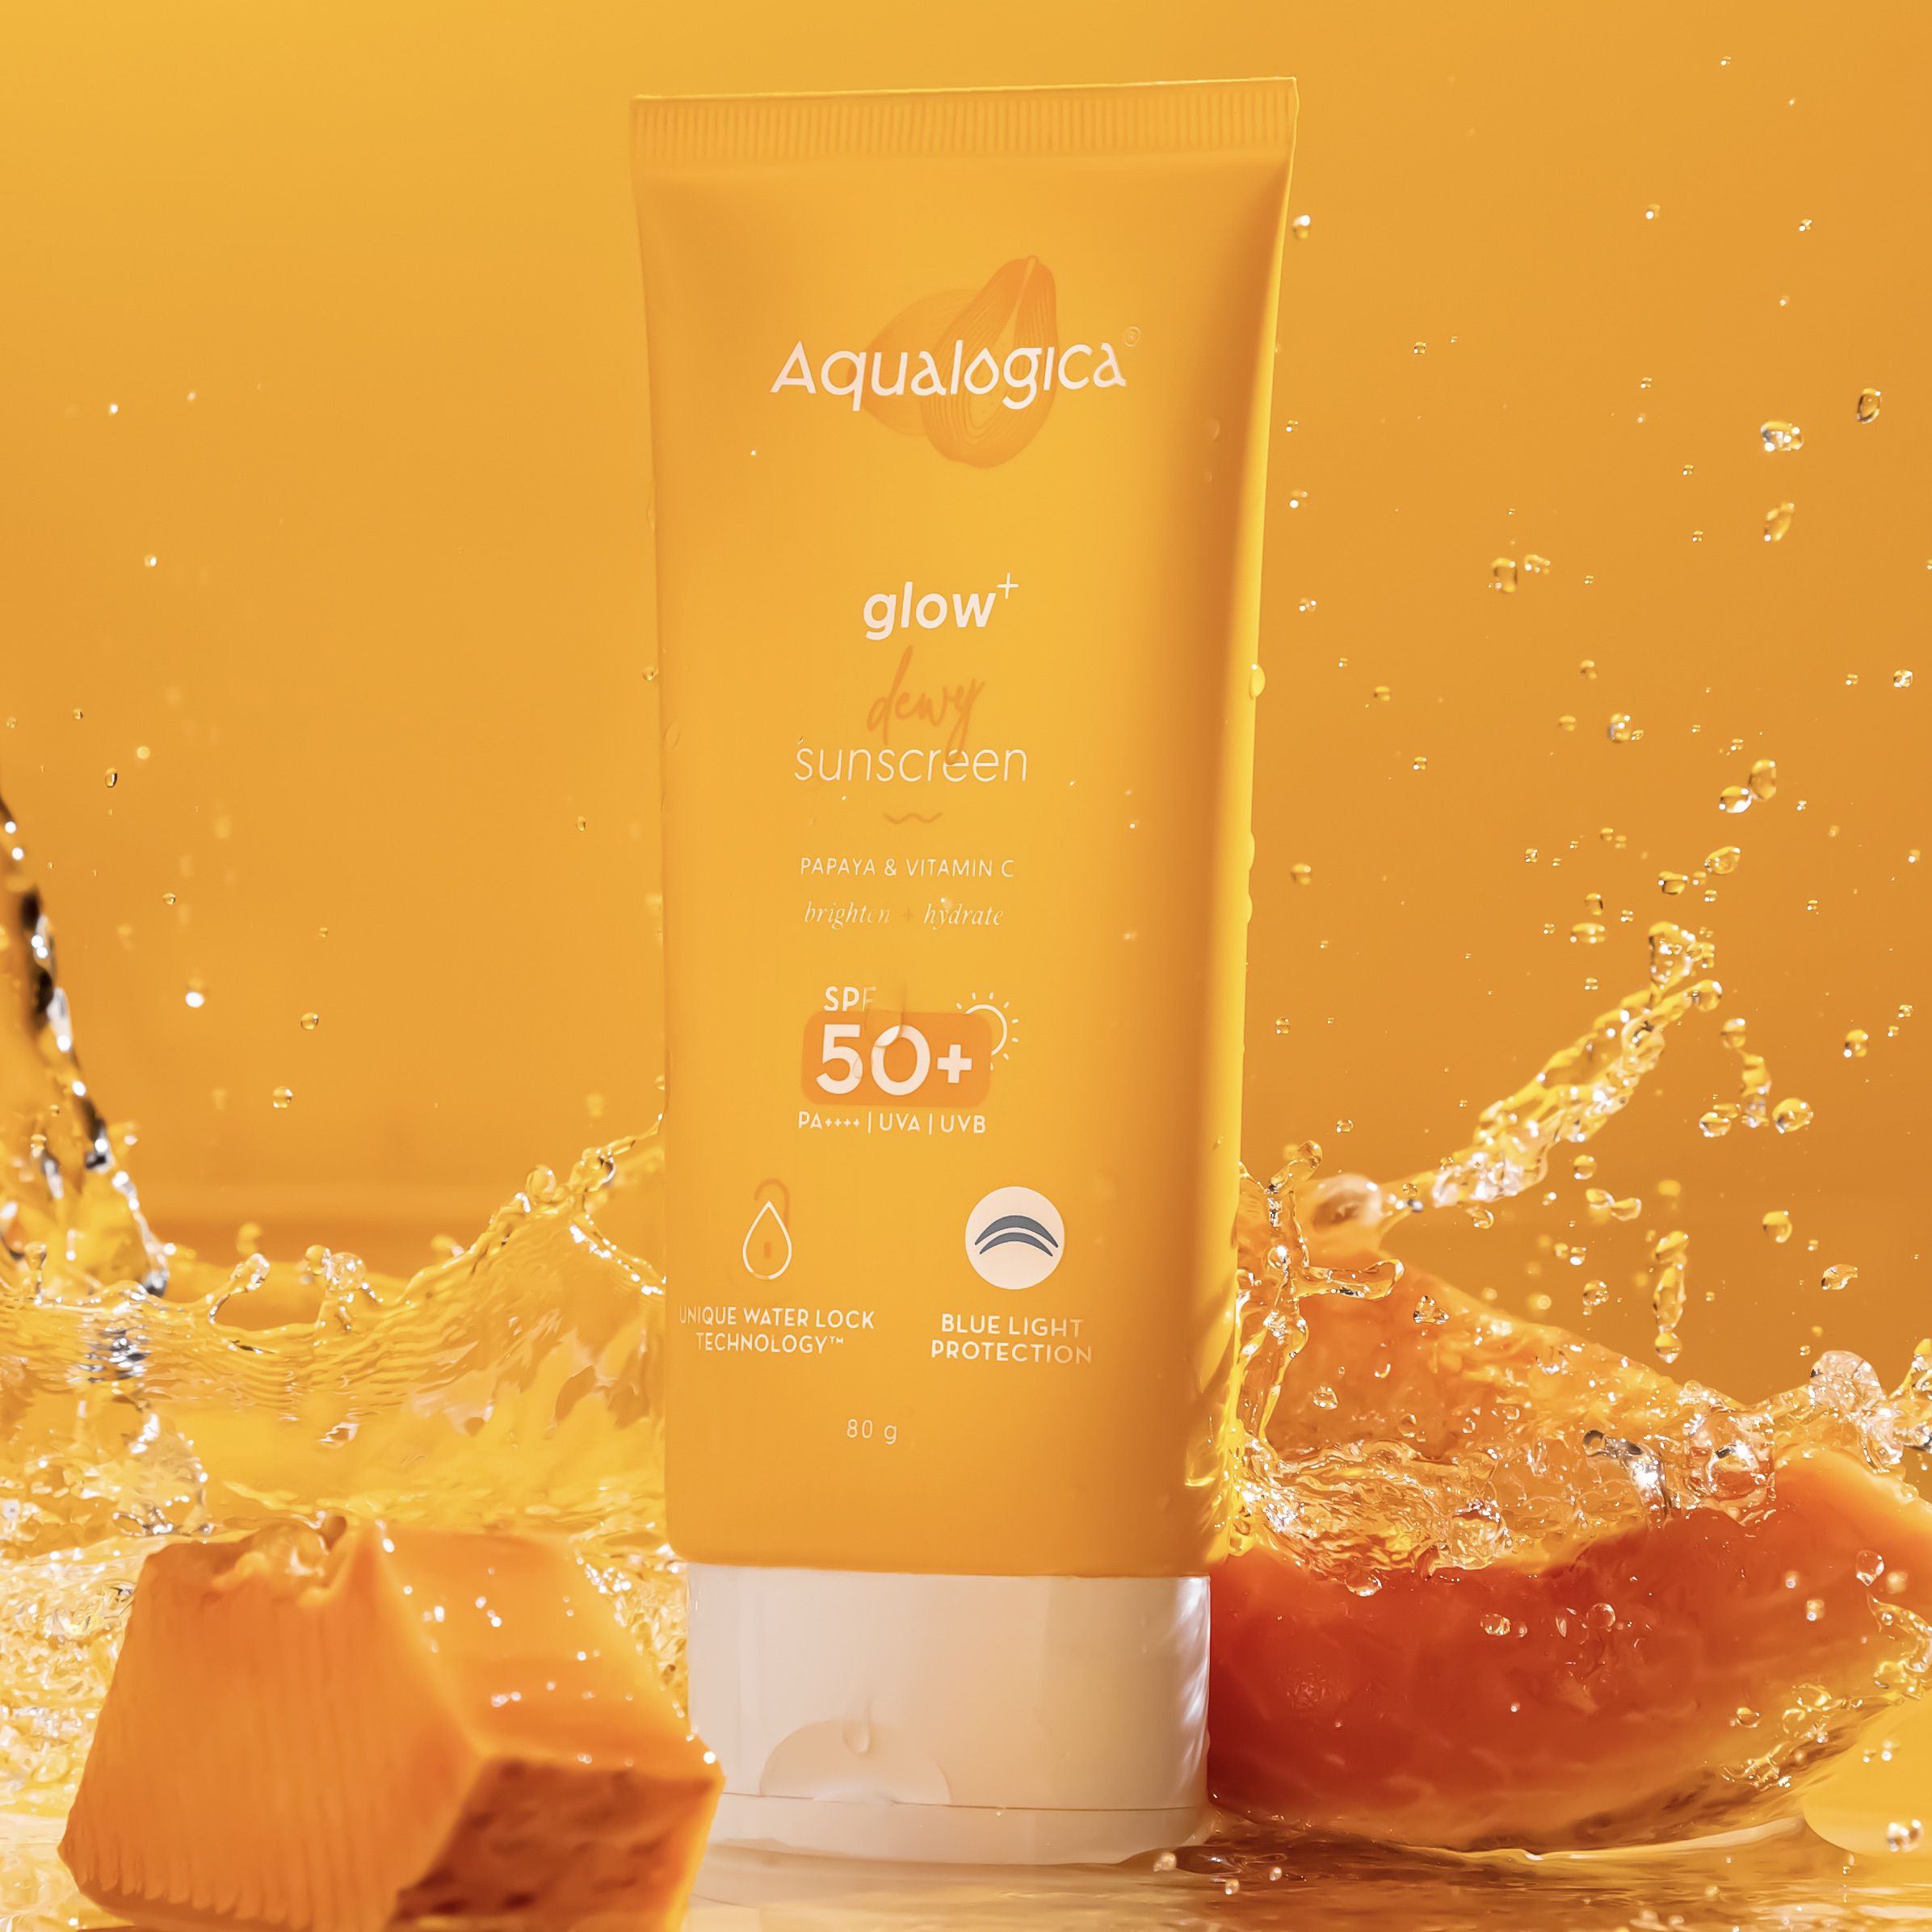 Aqualogica®
glow+
dewy
sunscreen
PAPAYA & VITAMIN C
brighten + hydrate
SPF
50+
PA++++ | UVA | UVB
UNIQUE WATER LOCK
TECHNOLOGY™
BLUE LIGHT
PROTECTION
80 g